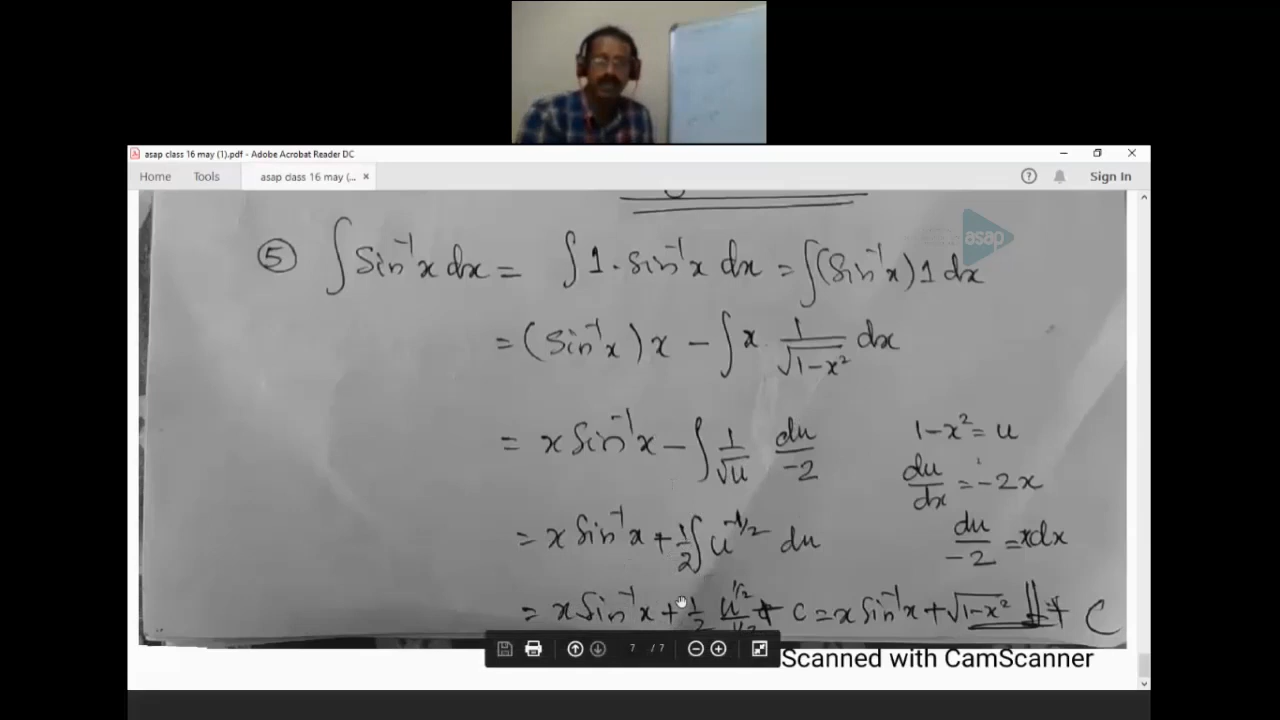 asap class 16 may (1).pdf - Adobe Acrobat Reader DC
Home Tools asap class 16 may (... × Sign In
asap
⑤ ∫ Sin⁻¹x dx = ∫ 1 · Sin⁻¹x dx = ∫ (Sin⁻¹x) 1 dx
= (Sin⁻¹x) x − ∫ x · 1/√(1−x²) dx
= x Sin⁻¹x − ∫ 1/√u du/−2
1−x² = u
du/dx = −2x
= x Sin⁻¹x + 1/2 ∫ u^(−1/2) du
du/−2 = xdx
= x Sin⁻¹x + 1/2 u^(1/2)/(1/2) + C = x Sin⁻¹x + √(1−x²) + C
7 / 7
Scanned with CamScanner